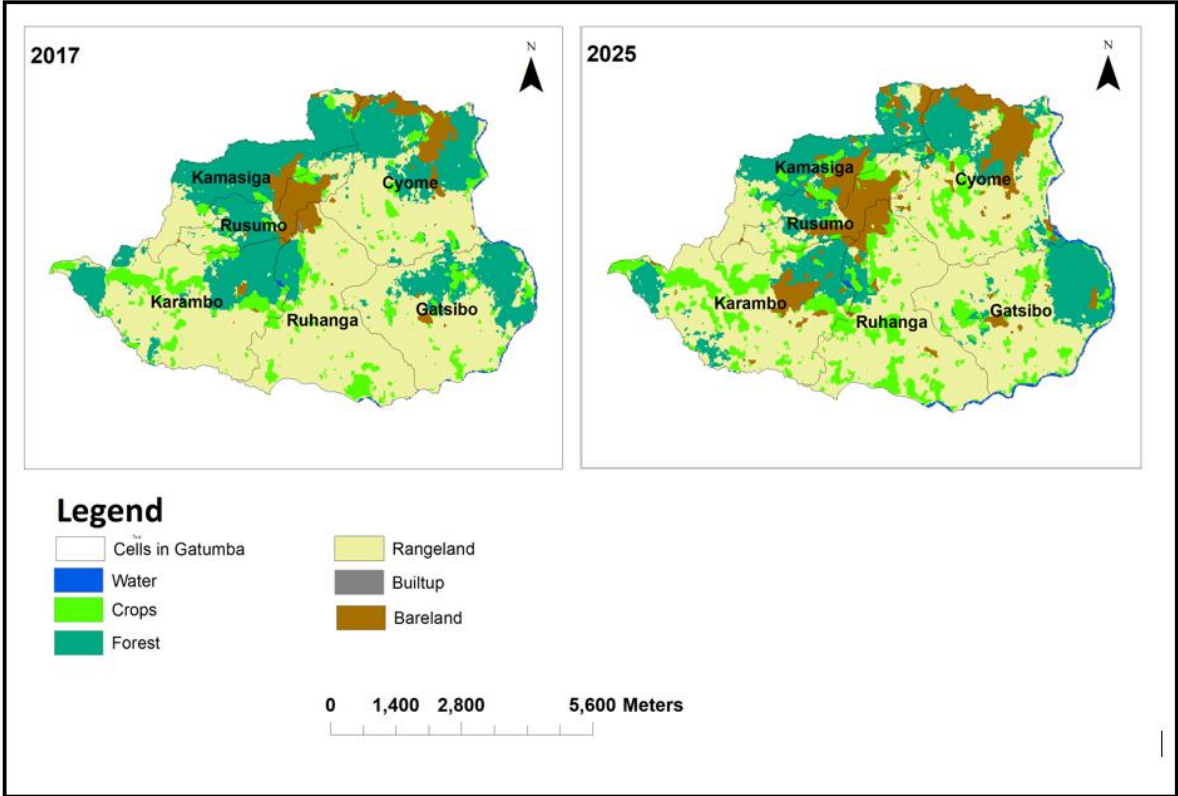 2017
N
Kamasiga
Cyome
Rusumo
Karambo
Gatsibo
Ruhanga
2025
N
Kamasiga
Cyome
Rusumo
Karambo
Gatsibo
Ruhanga
Legend
Cells in Gatumba
Water
Crops
Forest
Rangeland
Builtup
Bareland
0 1,400 2,800 5,600 Meters